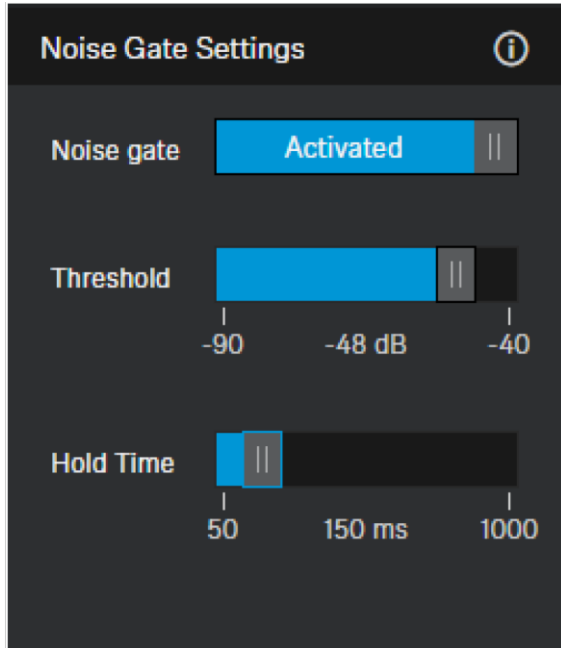 Noise Gate Settings
Noise gate Activated
Threshold
-90 -48 dB -40
Hold Time
50 150 ms 1000